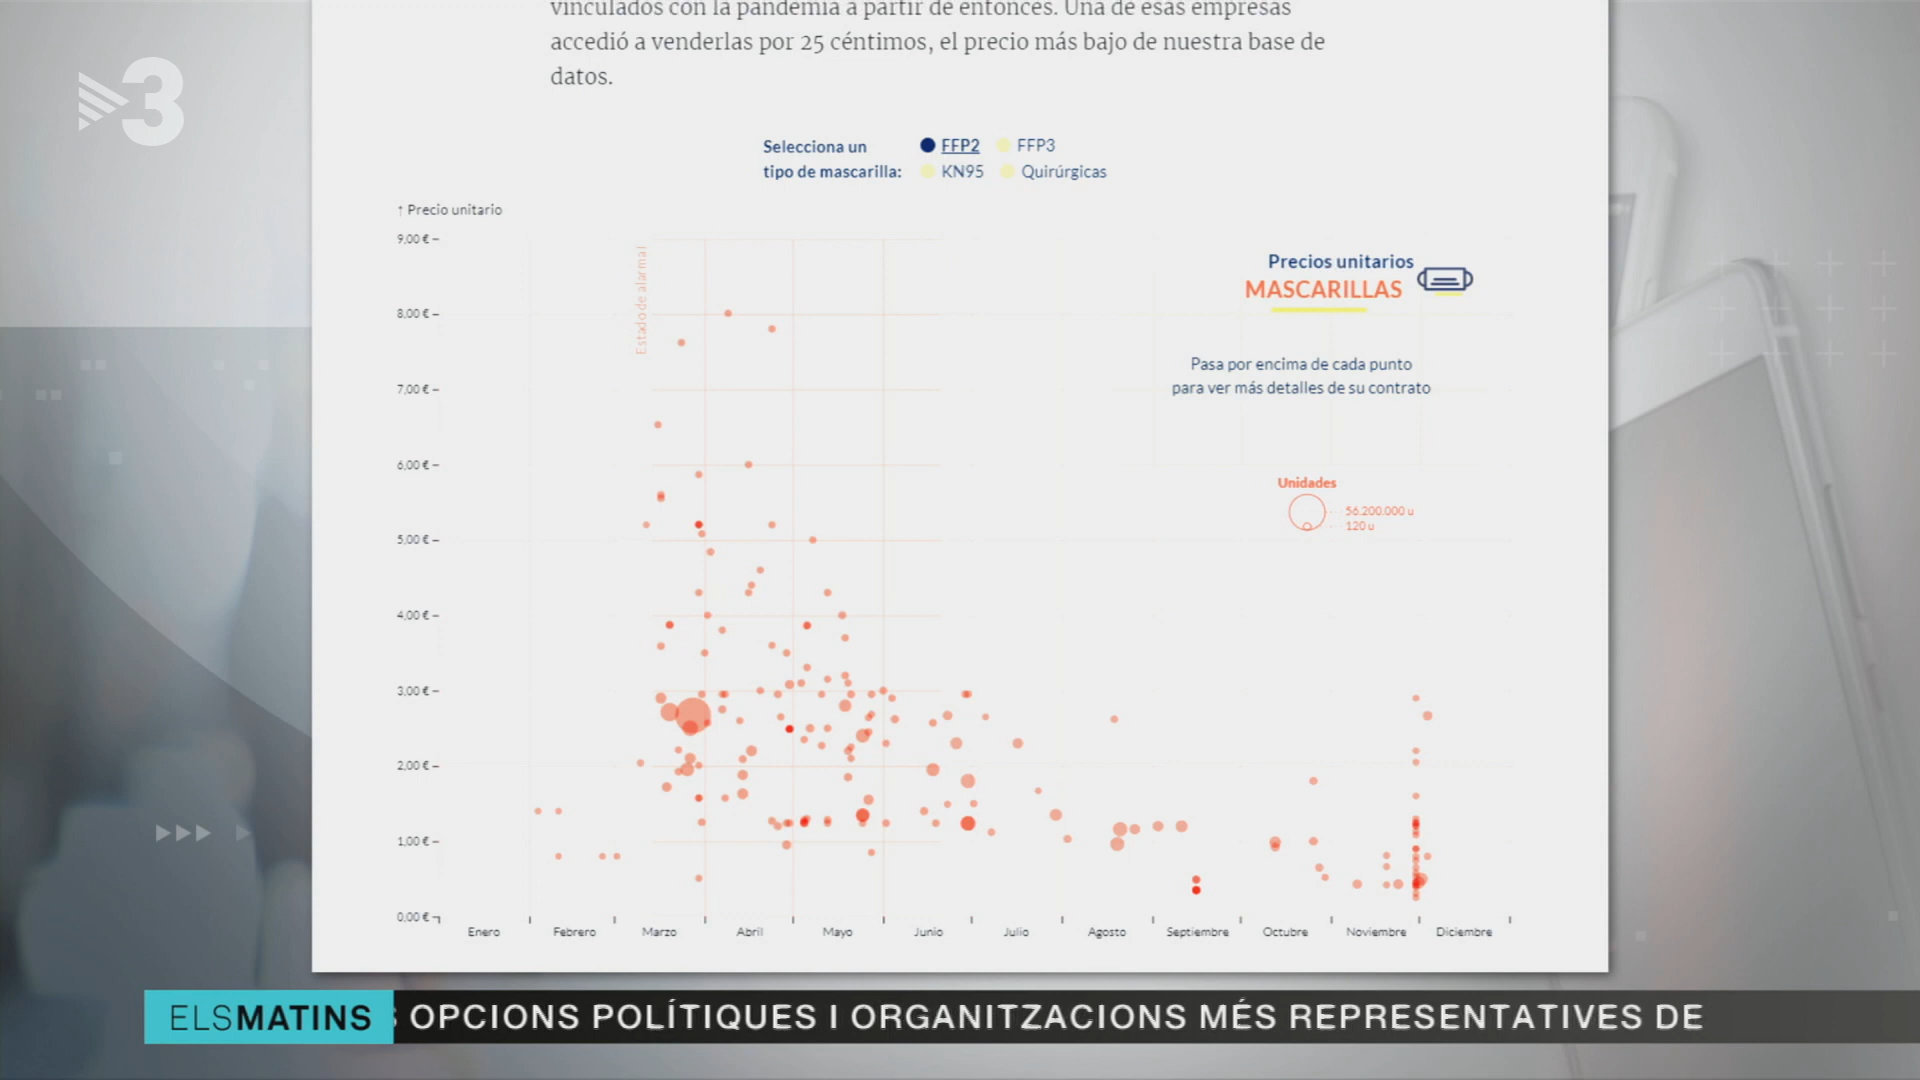 vinculados con la pandemia a partir de entonces. Una de esas empresas
accedió a venderlas por 25 céntimos, el precio más bajo de nuestra base de
datos.
3
Selecciona un
tipo de mascarilla:
FFP2 FFP3
KN95 Quirúrgicas
↑ Precio unitario
9,00 €
8,00 €
7,00 €
6,00 €
5,00 €
4,00 €
3,00 €
2,00 €
1,00 €
0,00 €
Estado de alarma
Precios unitarios
MASCARILLAS
Pasa por encima de cada punto
para ver más detalles de su contrato
Unidades
56.200.000 u
120 u
Enero Febrero Marzo Abril Mayo Junio Julio Agosto Septiembre Octubre Noviembre Diciembre
ELSMATINS S OPCIONS POLÍTIQUES I ORGANITZACIONS MÉS REPRESENTATIVES DE